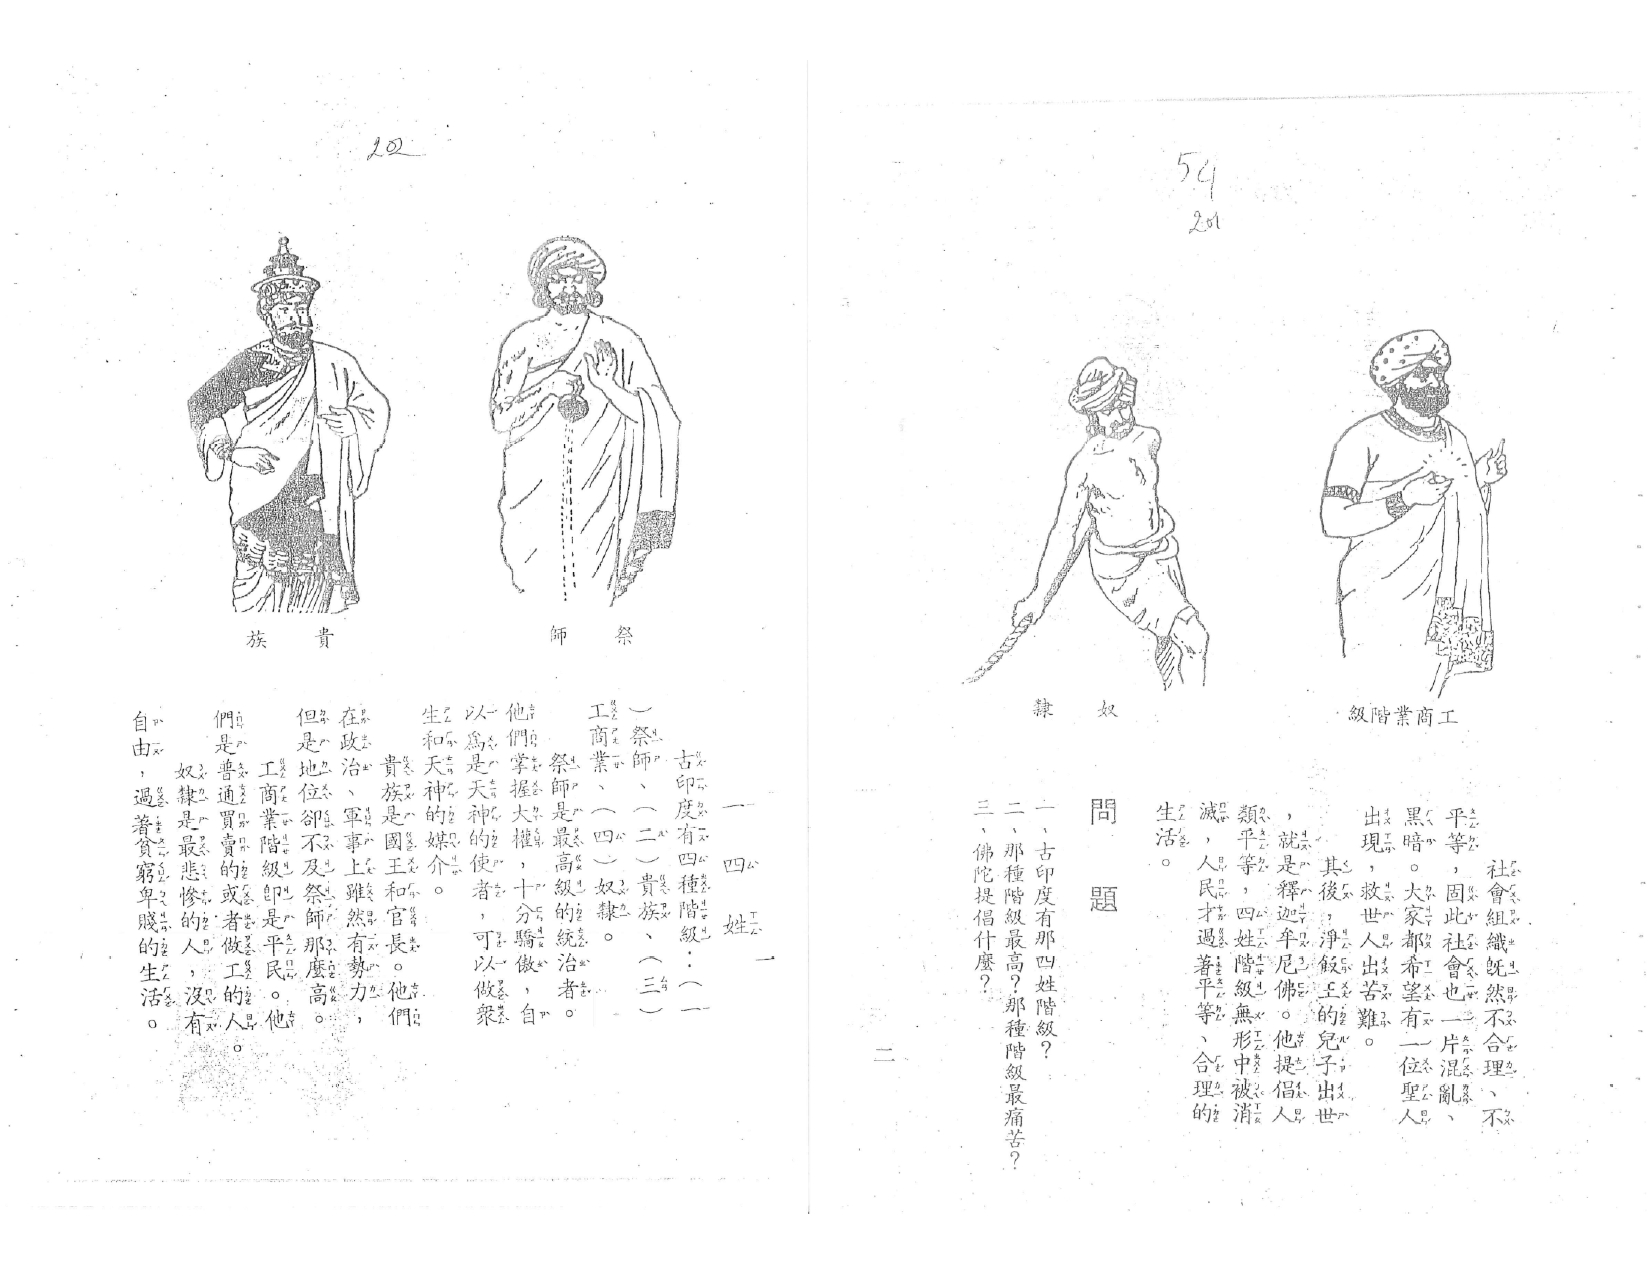 202
祭師
貴族
一 四姓
古印度有四種階級：（一
）祭師、（二）貴族、（三）
工商業、（四）奴隸。
祭師是最高級的統治者。
他們掌握大權，十分驕傲，自
以為是天神的使者，可以做衆
生和天神的媒介。
貴族是國王和官長。他們
在政治、軍事上雖然有勢力，
但是地位卻不及祭師那麼高。
工商業階級即是平民。他
們是普通買賣的或者做工的人。
奴隸是最悲慘的人，沒有
自由，過著貧窮卑賤的生活。
一
54
201
工商業階級
奴隸
社會組織既然不合理、不
平等，固此社會也一片混亂、
黑暗。大家都希望有一位聖人
出現，救世人出苦難。
其後，淨飯王的兒子出世
，就是釋迦牟尼佛。他提倡人
類平等，四姓階級無形中被消
滅，人民才過著平等、合理的
生活。
問題
一、古印度有那四姓階級？
二、那種階級最高？那種階級最痛苦？
三、佛陀提倡什麼？
二